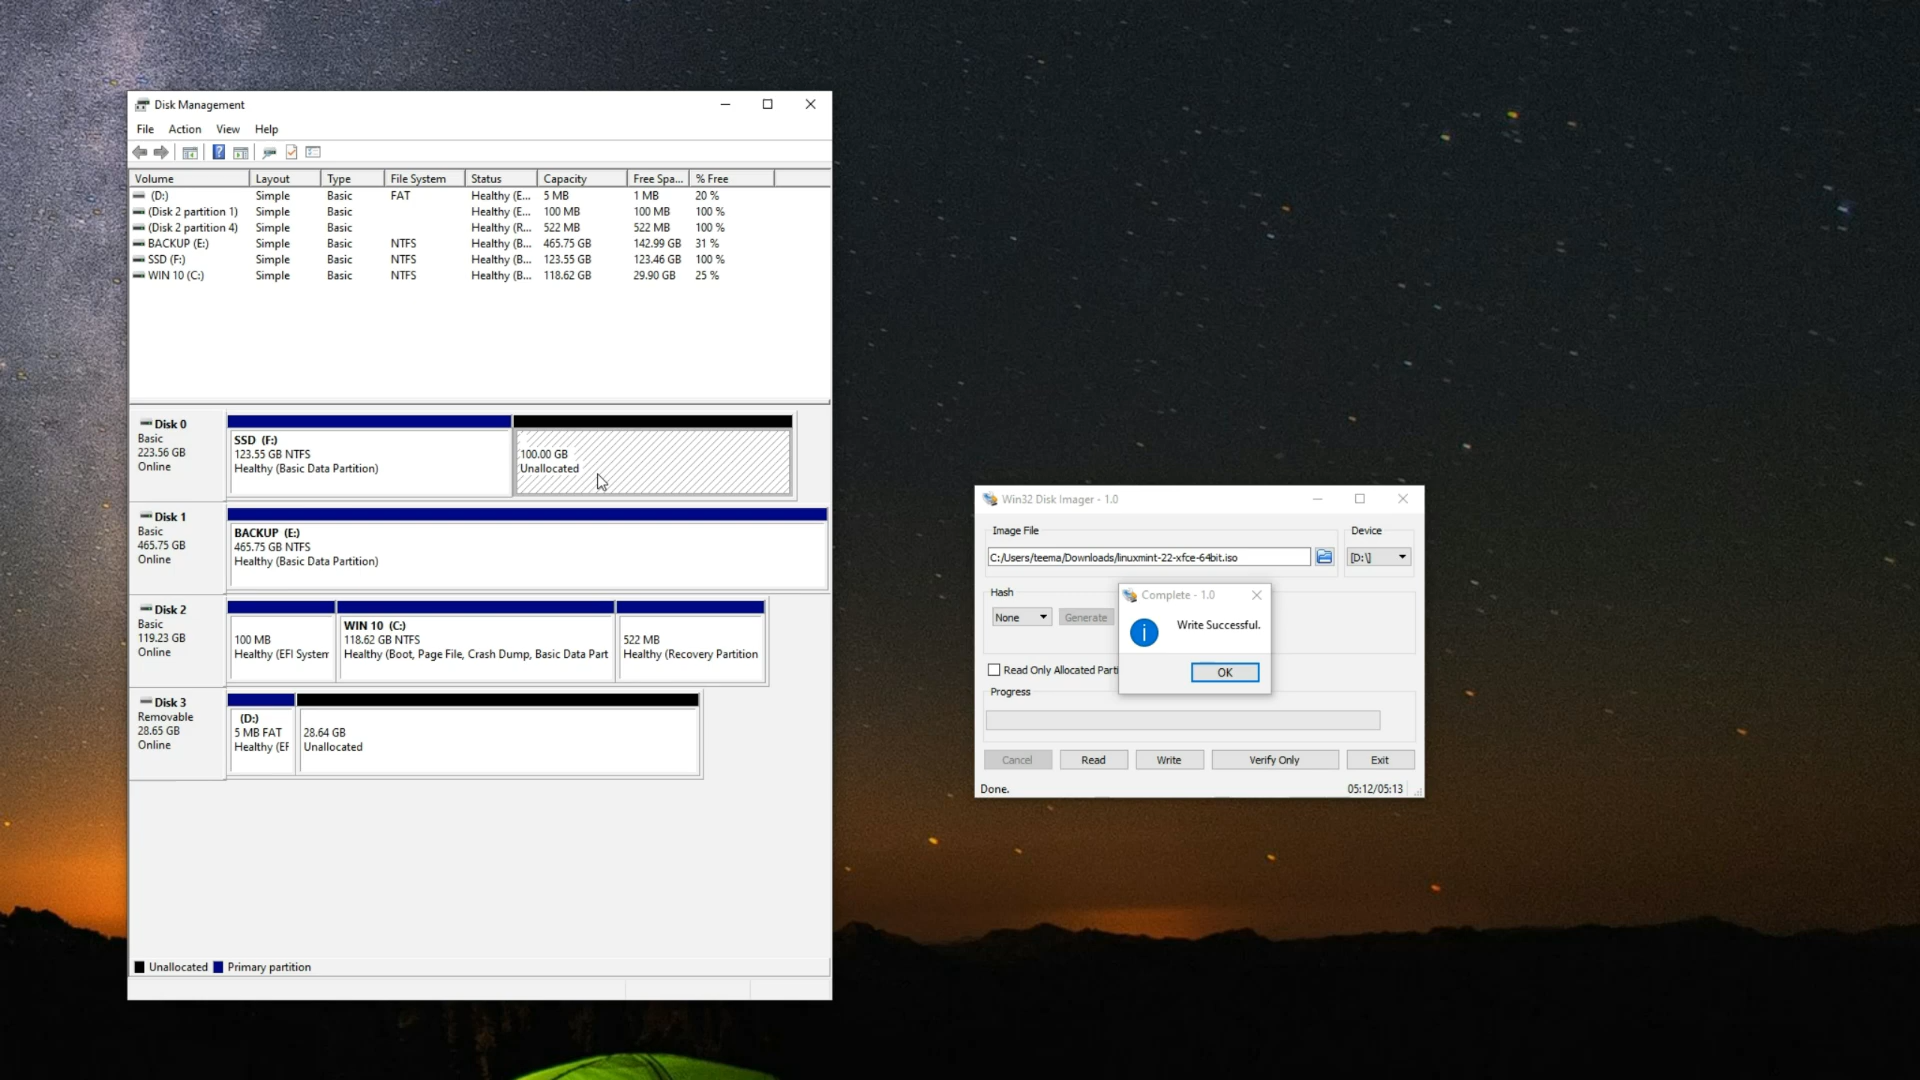 Disk Management
File Action View Help
Volume Layout Type File System Status Capacity Free Spa... % Free
(D:) Simple Basic FAT Healthy (E... 5 MB 1 MB 20 %
(Disk 2 partition 1) Simple Basic Healthy (E... 100 MB 100 MB 100 %
(Disk 2 partition 4) Simple Basic Healthy (R... 522 MB 522 MB 100 %
BACKUP (E:) Simple Basic NTFS Healthy (B... 465.75 GB 142.99 GB 31 %
SSD (F:) Simple Basic NTFS Healthy (B... 123.55 GB 123.46 GB 100 %
WIN 10 (C:) Simple Basic NTFS Healthy (B... 118.62 GB 29.90 GB 25 %
Disk 0
Basic
223.56 GB
Online
SSD (F:)
123.55 GB NTFS
Healthy (Basic Data Partition)
100.00 GB
Unallocated
Disk 1
Basic
465.75 GB
Online
BACKUP (E:)
465.75 GB NTFS
Healthy (Basic Data Partition)
Disk 2
Basic
119.23 GB
Online
100 MB
Healthy (EFI System
WIN 10 (C:)
118.62 GB NTFS
Healthy (Boot, Page File, Crash Dump, Basic Data Part
522 MB
Healthy (Recovery Partition
Disk 3
Removable
28.65 GB
Online
(D:)
5 MB FAT
Healthy (EF
28.64 GB
Unallocated
Unallocated Primary partition
Win32 Disk Imager - 1.0
Image File Device
C:/Users/teema/Downloads/linuxmint-22-xfce-64bit.iso [D:\]
Hash
None Generate
Complete - 1.0
Write Successful.
OK
Read Only Allocated Parti
Progress
Cancel Read Write Verify Only Exit
Done. 05:12/05:13